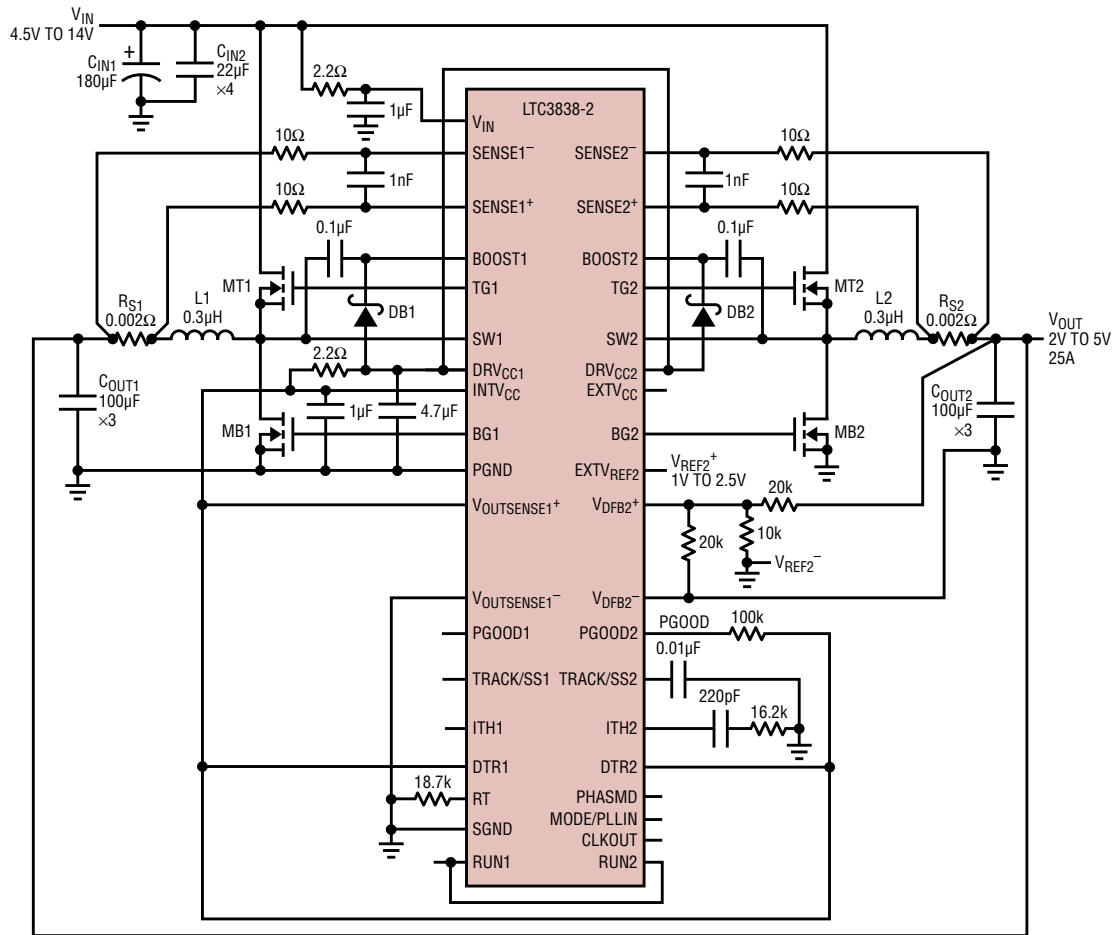 VIN
4.5V TO 14V
CIN1
180µF
+
CIN2
22µF
×4
2.2Ω
1µF
LTC3838-2
VIN
10Ω
SENSE1–
SENSE2–
10Ω
1nF
1nF
10Ω
SENSE1+
SENSE2+
10Ω
0.1µF
0.1µF
BOOST1
BOOST2
MT1
TG1
TG2
MT2
DB1
DB2
RS1
0.002Ω
L1
0.3µH
SW1
SW2
L2
0.3µH
RS2
0.002Ω
VOUT
2V TO 5V
25A
2.2Ω
DRVCC1
DRVCC2
INTVCC
EXTVCC
COUT1
100µF
×3
1µF
4.7µF
COUT2
100µF
×3
MB1
BG1
BG2
MB2
PGND
EXTVREF2
VREF2+
1V TO 2.5V
VOUTSENSE1+
VDFB2+
20k
20k
10k
VREF2–
VOUTSENSE1–
VDFB2–
PGOOD1
PGOOD2
PGOOD
100k
0.01µF
TRACK/SS1
TRACK/SS2
220pF
16.2k
ITH1
ITH2
DTR1
DTR2
18.7k
RT
PHASMD
MODE/PLLIN
SGND
CLKOUT
RUN1
RUN2